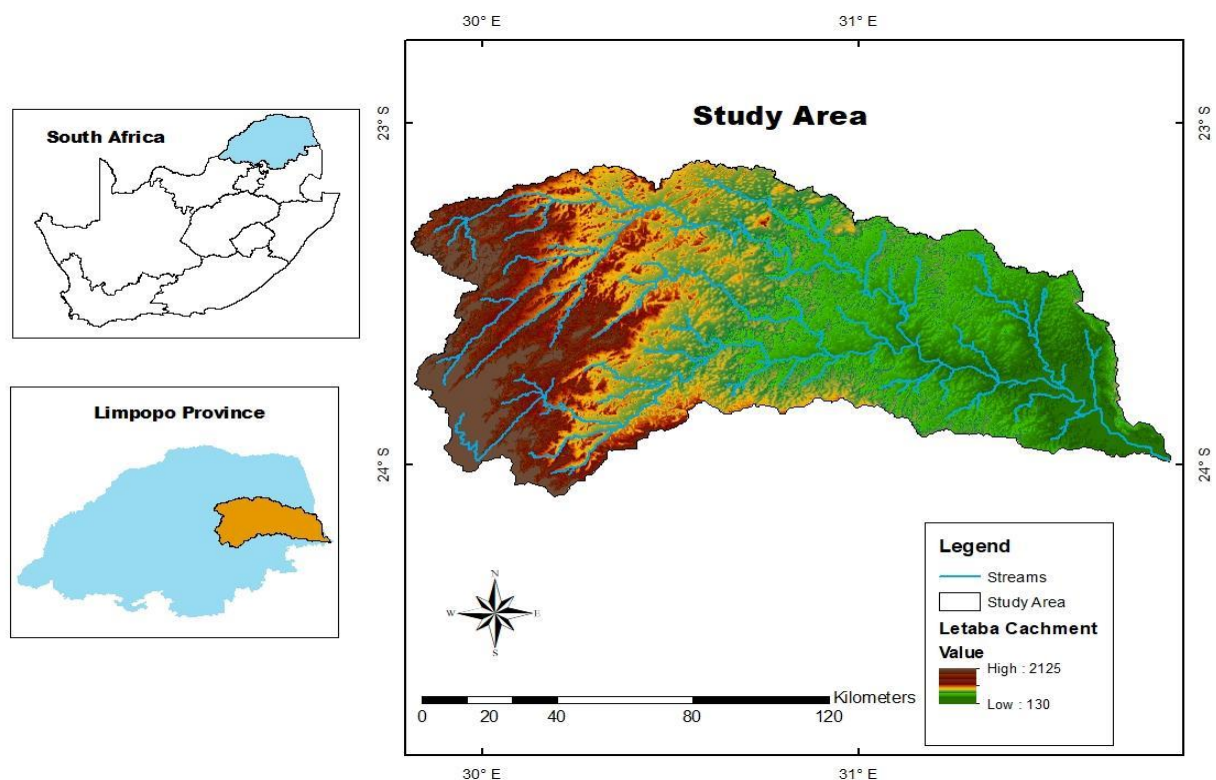 30° E
31° E
South Africa
Limpopo Province
Study Area
23° S
23° S
24° S
24° S
N
W
E
S
Kilometers
0
20
40
80
120
Legend
Streams
Study Area
Letaba Cachment
Value
High : 2125
Low : 130
30° E
31° E